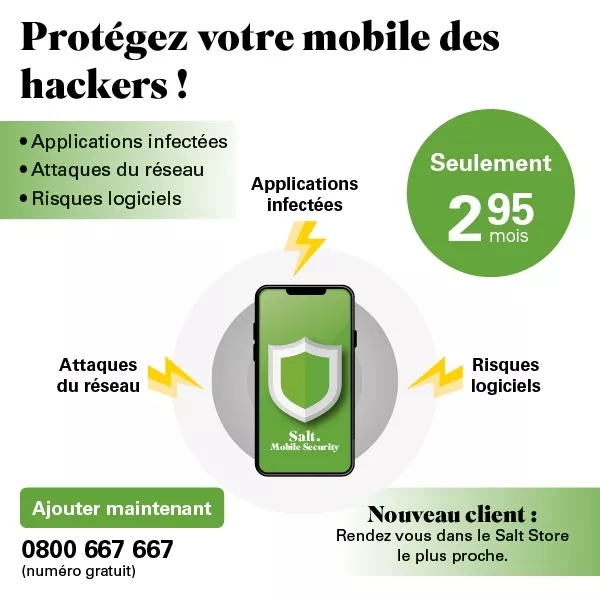 Protégez votre mobile des
hackers !
• Applications infectées
• Attaques du réseau
• Risques logiciels
Seulement
2 95
mois
Applications
infectées
Attaques
du réseau
Risques
logiciels
Salt.
Mobile Security
Ajouter maintenant
0800 667 667
(numéro gratuit)
Nouveau client :
Rendez vous dans le Salt Store
le plus proche.